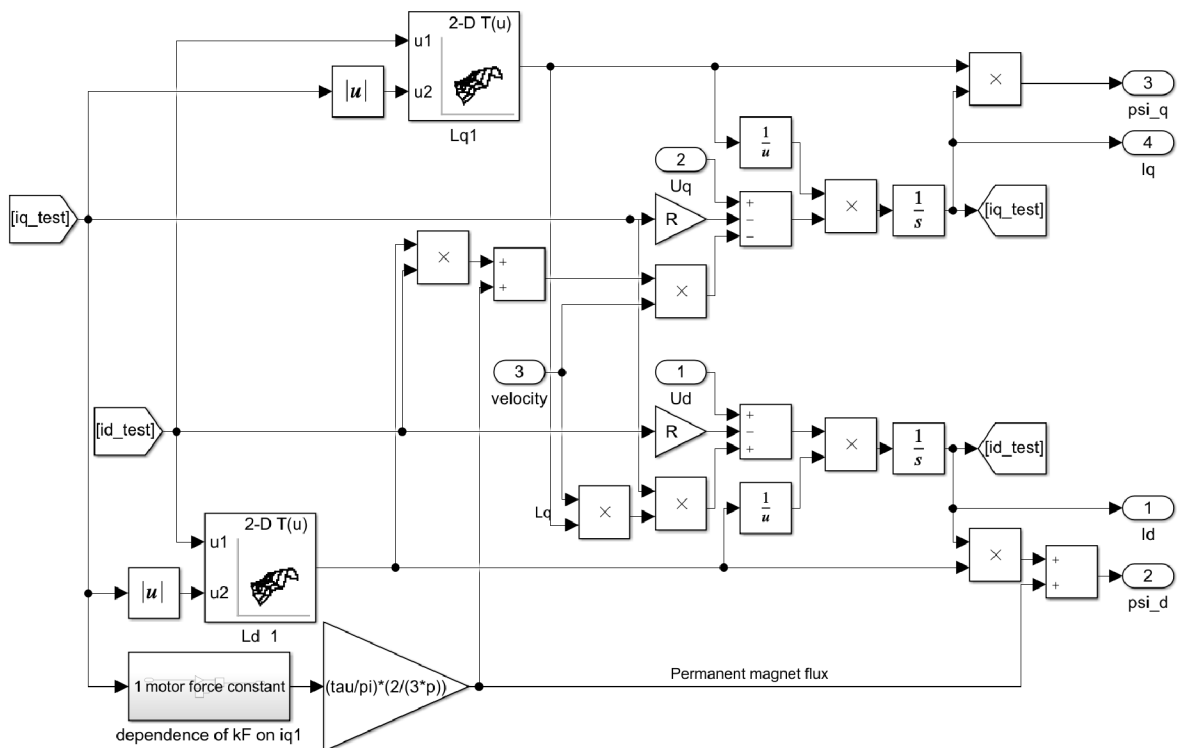 2-D T(u)
u1
u2
|u|
Lq1
×
3
psi_q
4
Iq
1
u
2
Uq
[iq_test]
R
+
−
−
×
1
s
[iq_test]
×
+
+
×
3
velocity
1
Ud
[id_test]
R
+
−
+
×
1
s
[id_test]
Lq
×
×
1
u
1
Id
2-D T(u)
u1
u2
|u|
Ld_1
×
+
+
2
psi_d
1 motor force constant
(tau/pi)*(2/(3*p))
Permanent magnet flux
dependence of kF on iq1